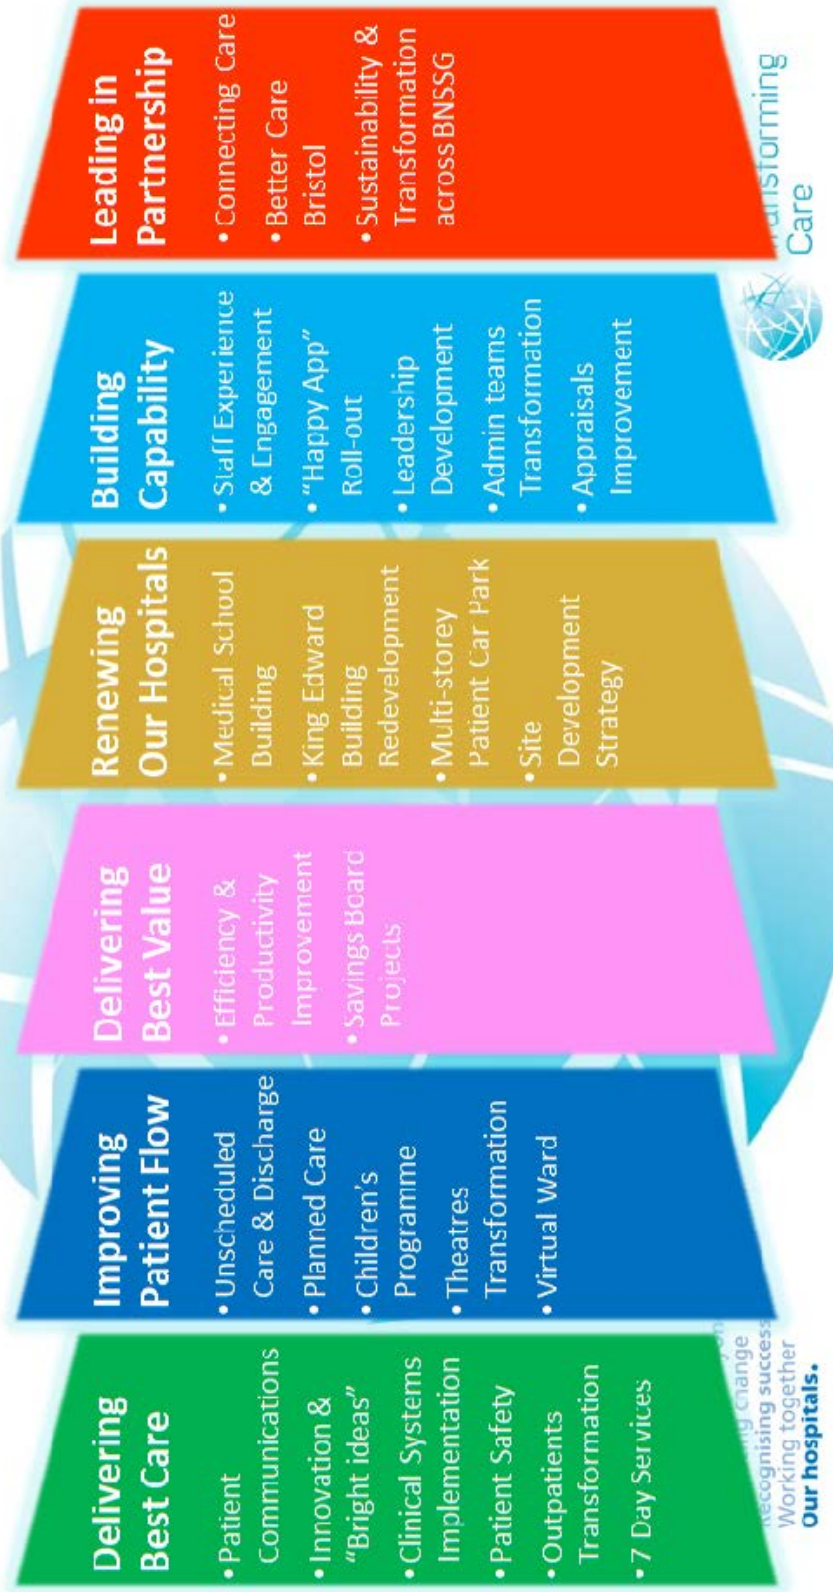 Delivering
Best Care
• Patient
Communications
• Innovation &
“Bright ideas”
• Clinical Systems
Implementation
• Patient Safety
• Outpatients
Transformation
• 7 Day Services
Improving
Patient Flow
• Unscheduled
Care & Discharge
• Planned Care
• Children's
Programme
• Theatres
Transformation
• Virtual Ward
Delivering
Best Value
• Efficiency &
Productivity
Improvement
• Savings Board
Projects
Renewing
Our Hospitals
• Medical School
Building
• King Edward
Building
Redevelopment
• Multi-storey
Patient Car Park
• Site
Development
Strategy
Building
Capability
• Staff Experience
& Engagement
• “Happy App”
Roll-out
• Leadership
Development
• Admin teams
Transformation
• Appraisals
Improvement
Leading in
Partnership
• Connecting Care
• Better Care
Bristol
• Sustainability &
Transformation
across BNSSG
change
Recognising success
Working together
Our hospitals.
Transforming
Care